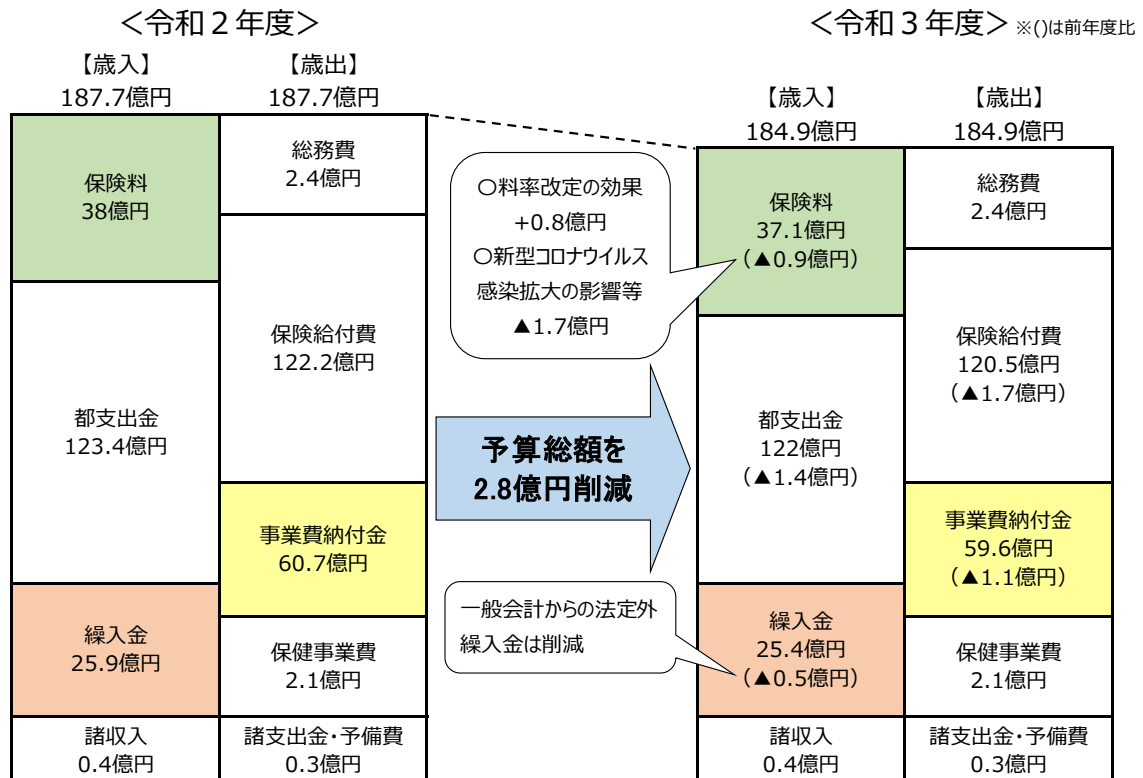 ＜令和２年度＞
【歳入】
187.7億円
【歳出】
187.7億円
保険料
38億円
都支出金
123.4億円
繰入金
25.9億円
諸収入
0.4億円
総務費
2.4億円
保険給付費
122.2億円
事業費納付金
60.7億円
保健事業費
2.1億円
諸支出金・予備費
0.3億円
○料率改定の効果
+0.8億円
○新型コロナウイルス
感染拡大の影響等
▲1.7億円
予算総額を
2.8億円削減
一般会計からの法定外
繰入金は削減
＜令和３年度＞ ※()は前年度比
【歳入】
184.9億円
【歳出】
184.9億円
保険料
37.1億円
（▲0.9億円）
都支出金
122億円
（▲1.4億円）
繰入金
25.4億円
（▲0.5億円）
諸収入
0.4億円
総務費
2.4億円
保険給付費
120.5億円
（▲1.7億円）
事業費納付金
59.6億円
（▲1.1億円）
保健事業費
2.1億円
諸支出金・予備費
0.3億円